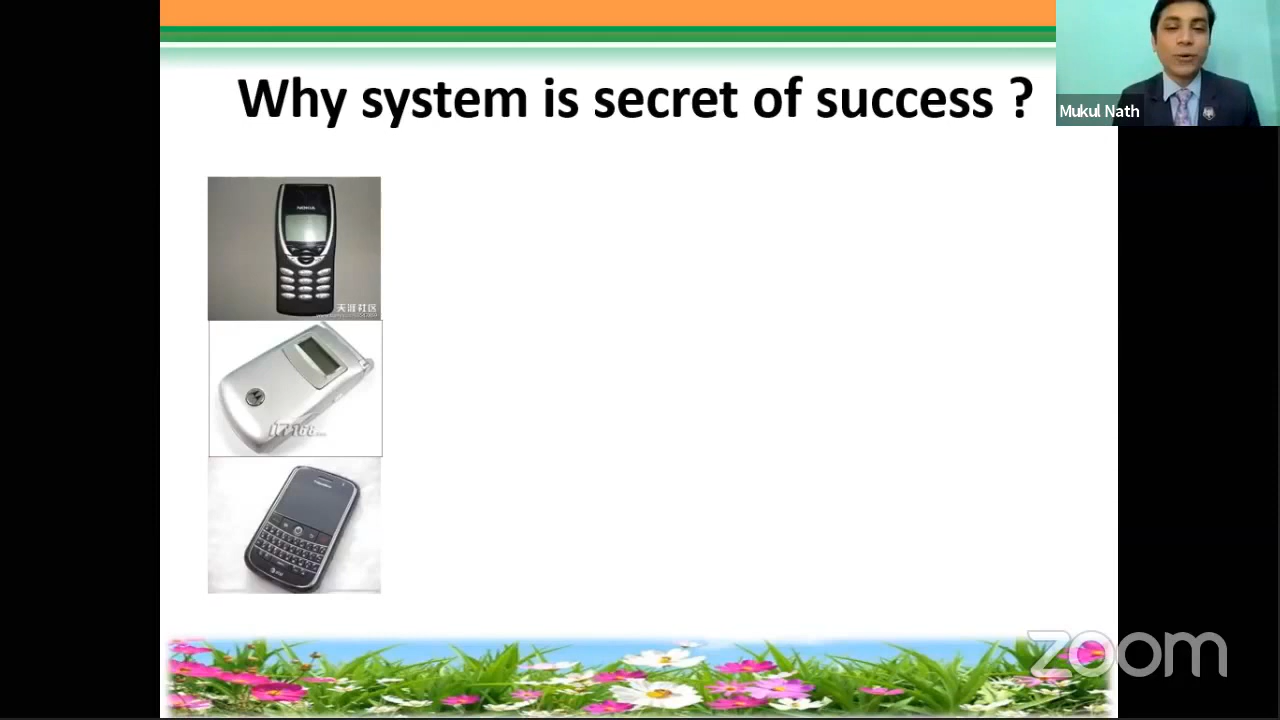 Why system is secret of success ?
Mukul Nath
NOKIA
天涯社区
zoom